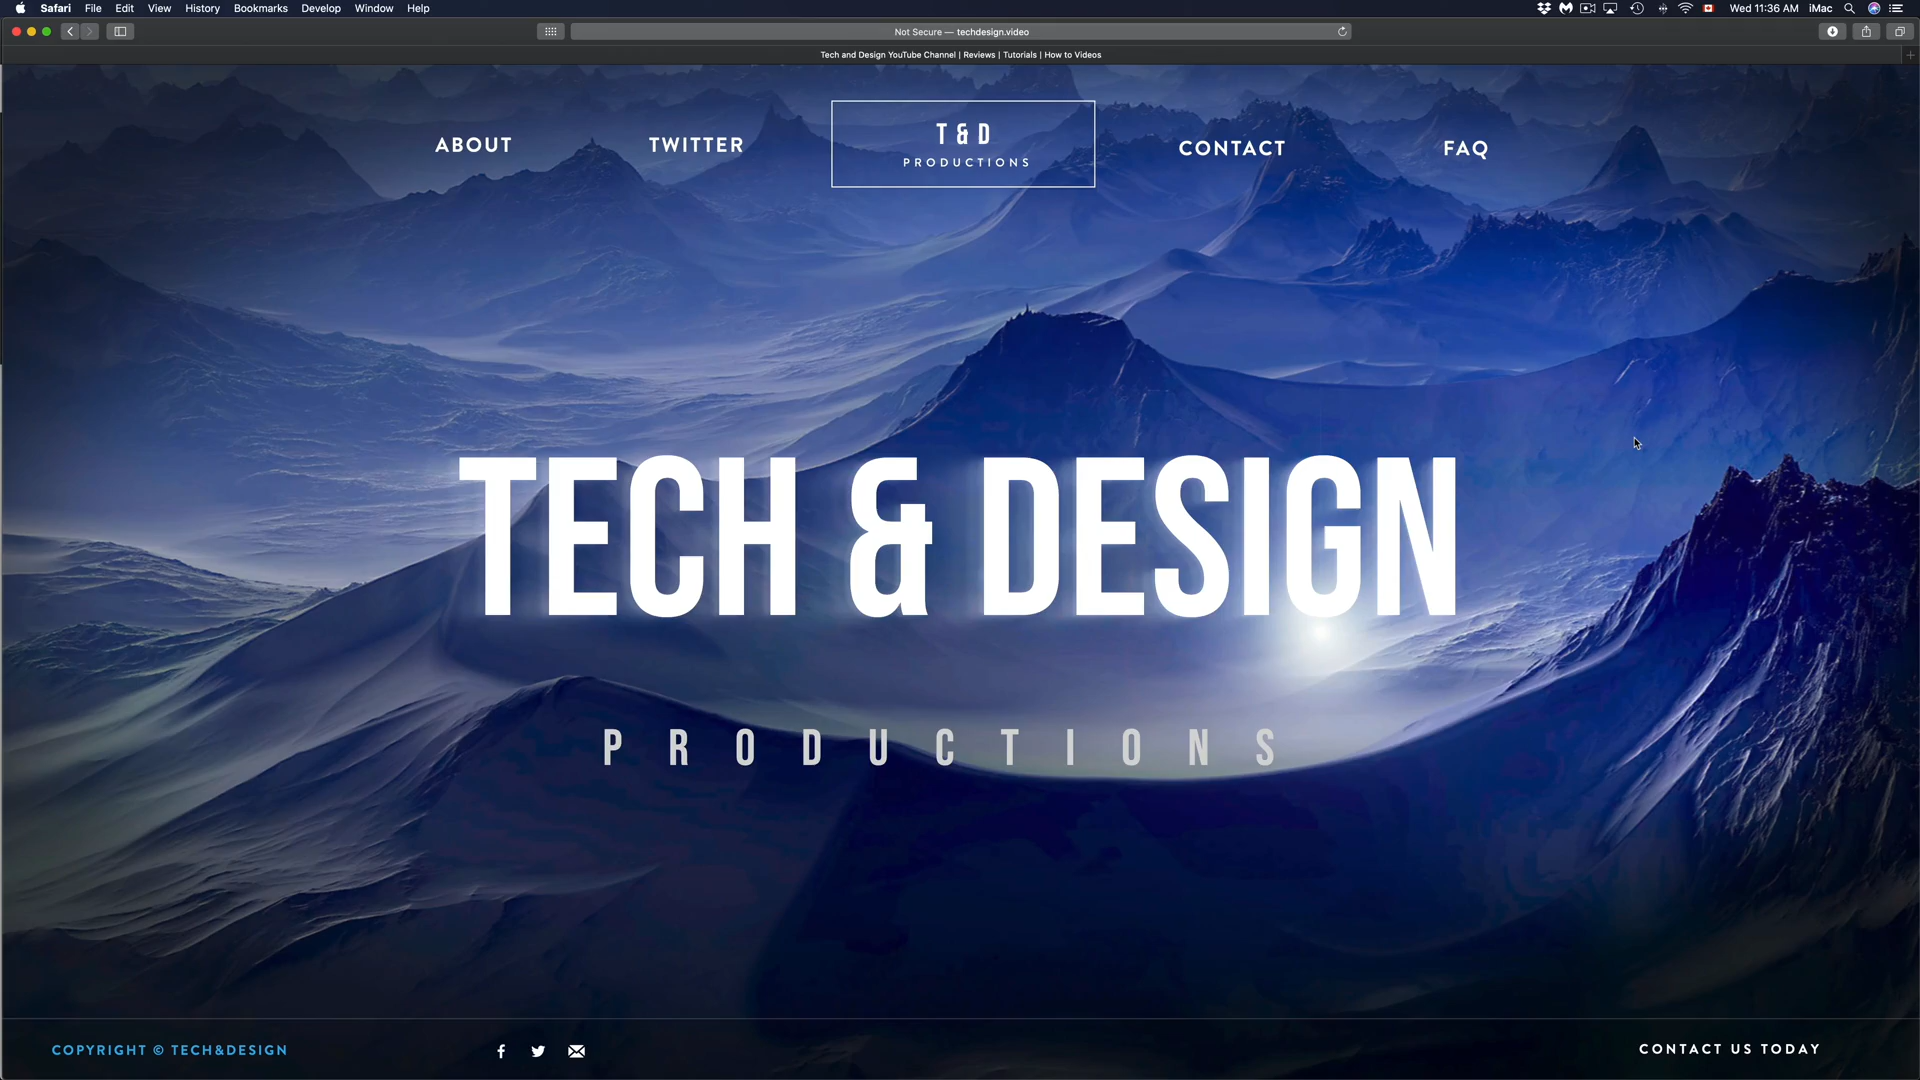 Safari File Edit View History Bookmarks Develop Window Help Wed 11:36 AM iMac
Not Secure — techdesign.video
Tech and Design YouTube Channel | Reviews | Tutorials | How to Videos
ABOUT TWITTER T & D CONTACT FAQ
PRODUCTIONS
TECH & DESIGN
PRODUCTIONS
COPYRIGHT © TECH&DESIGN CONTACT US TODAY